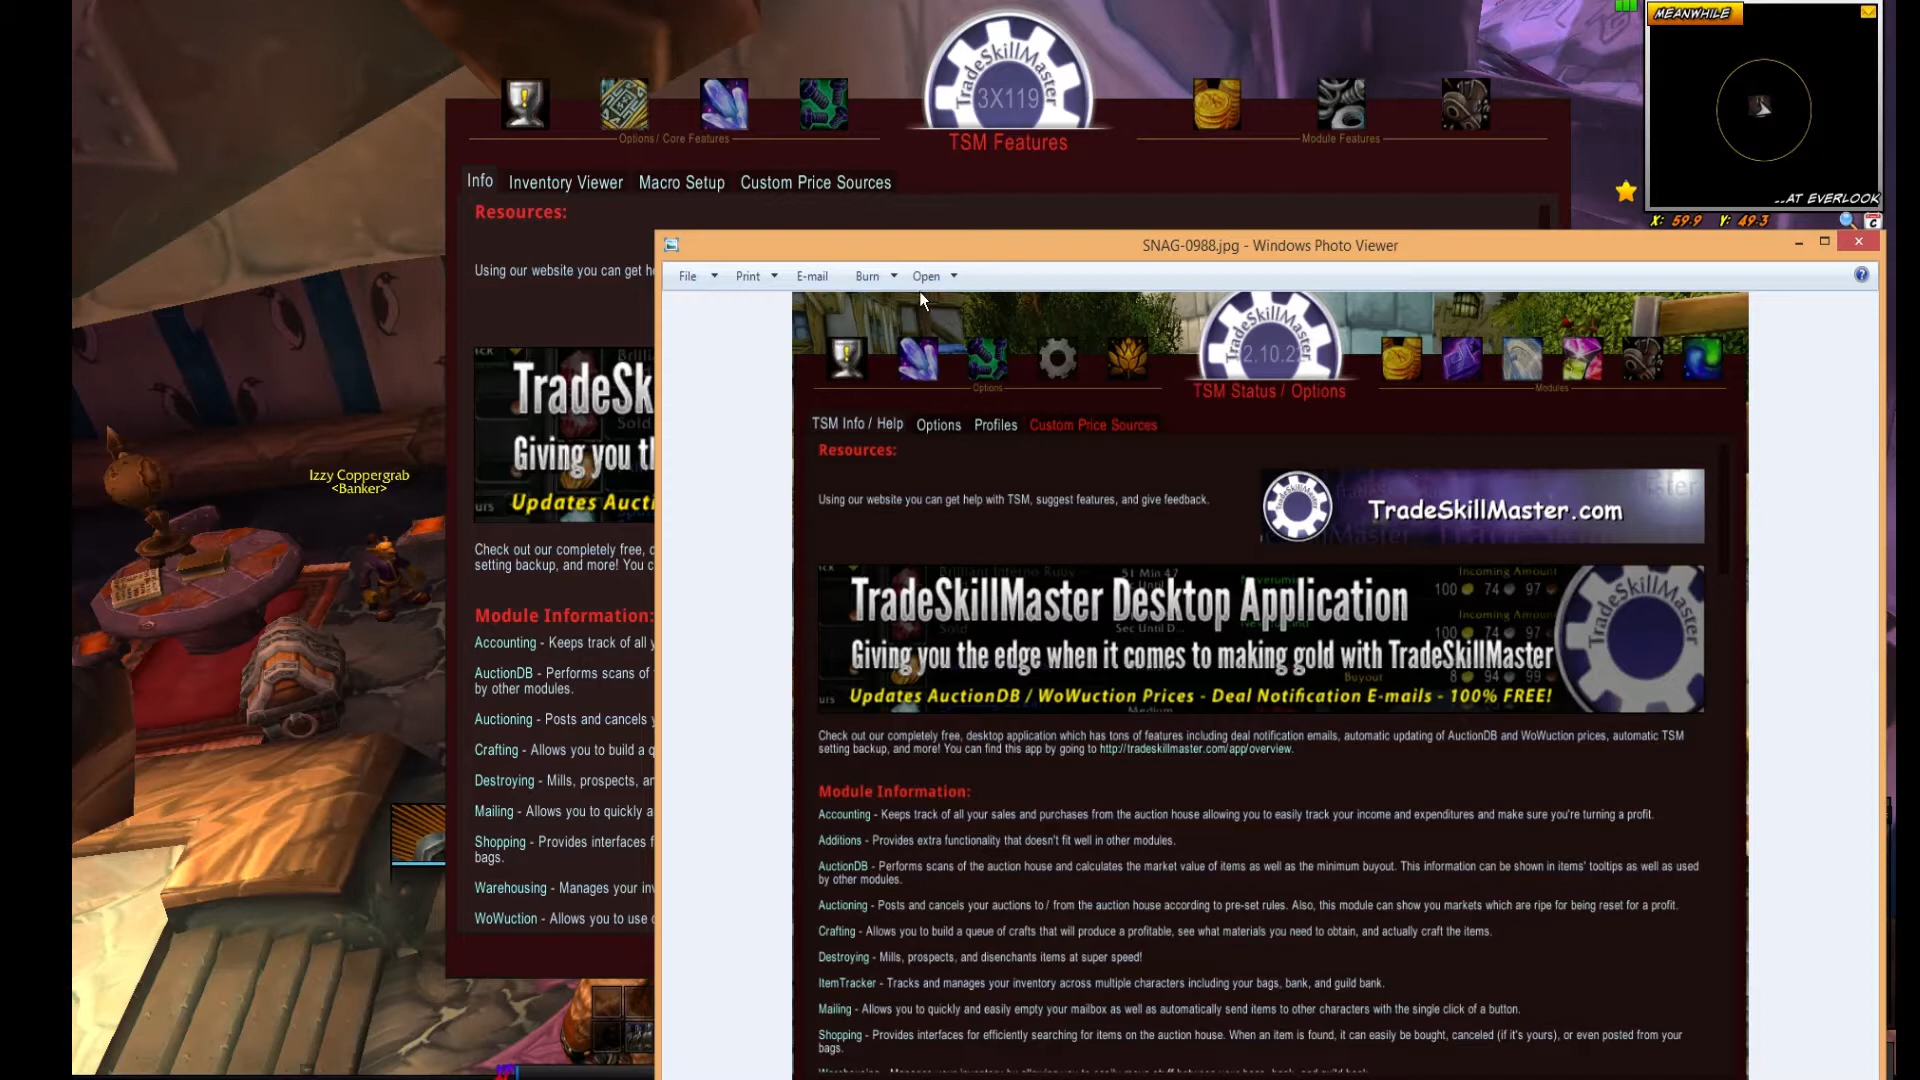 MEANWHILE
...AT EVERLOOK
X: 59.9 Y: 49.3
TradeSkillMaster
3X119
Options / Core Features
TSM Features
Module Features
Info
Inventory Viewer
Macro Setup
Custom Price Sources
Resources:
Using our website you can get
TradeSk
Giving you t
Updates Aucti
Check out our completely free,
setting backup, and more! You c
Module Information:
Accounting - Keeps track of all
AuctionDB - Performs scans of
by other modules.
Auctioning - Posts and cancels
Crafting - Allows you to build a
Destroying - Mills, prospects,
Mailing - Allows you to quickly a
Shopping - Provides interfaces
bags.
Warehousing - Manages your
WoWuction - Allows you to use
Izzy Coppergrab
<Banker>
SNAG-0988.jpg - Windows Photo Viewer
File
Print
E-mail
Burn
Open
TradeSkillMaster
Options
TSM Status / Options
Modules
TSM Info / Help
Options
Profiles
Custom Price Sources
Resources:
Using our website you can get help with TSM, suggest features, and give feedback.
TradeSkillMaster.com
TradeSkillMaster Desktop Application
Giving you the edge when it comes to making gold with TradeSkillMaster
Updates AuctionDB / WoWuction Prices - Deal Notification E-mails - 100% FREE!
Incoming Amount
100 74 97
Incoming Amount
100 74 97
Buyout
8 94 99
Check out our completely free, desktop application which has tons of features including deal notification emails, automatic updating of AuctionDB and WoWuction prices, automatic TSM
setting backup, and more! You can find this app by going to http://tradeskillmaster.com/app/overview.
Module Information:
Accounting - Keeps track of all your sales and purchases from the auction house allowing you to easily track your income and expenditures and make sure you're turning a profit.
Additions - Provides extra functionality that doesn't fit well in other modules.
AuctionDB - Performs scans of the auction house and calculates the market value of items as well as the minimum buyout. This information can be shown in items' tooltips as well as used
by other modules.
Auctioning - Posts and cancels your auctions to / from the auction house according to pre-set rules. Also, this module can show you markets which are ripe for being reset for a profit.
Crafting - Allows you to build a queue of crafts that will produce a profitable, see what materials you need to obtain, and actually craft the items.
Destroying - Mills, prospects, and disenchants items at super speed!
ItemTracker - Tracks and manages your inventory across multiple characters including your bags, bank, and guild bank.
Mailing - Allows you to quickly and easily empty your mailbox as well as automatically send items to other characters with the single click of a button.
Shopping - Provides interfaces for efficiently searching for items on the auction house. When an item is found, it can easily be bought, canceled (if it's yours), or even posted from your
bags.